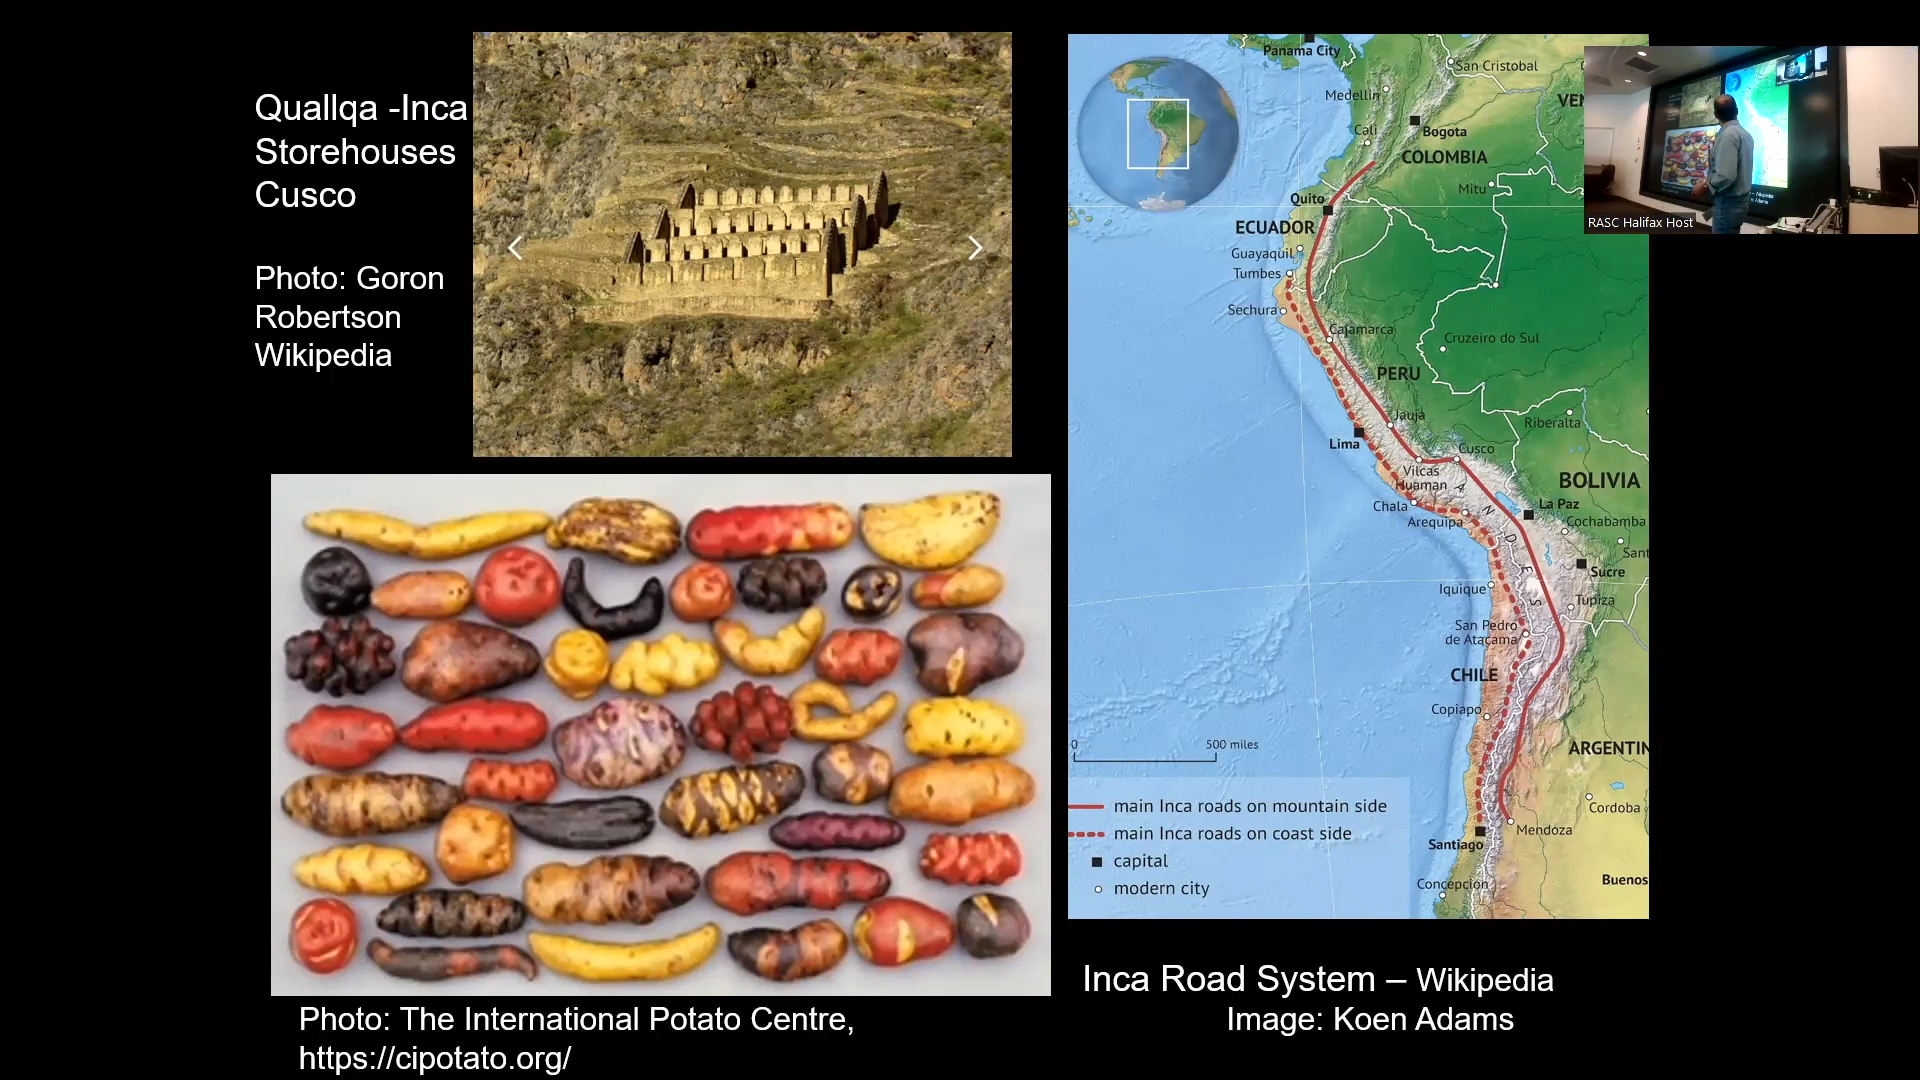 Quallqa -Inca
Storehouses
Cusco
Photo: Goron
Robertson
Wikipedia
Photo: The International Potato Centre,
https://cipotato.org/
Panama City
San Cristobal
Medellin
Cali
Bogota
COLOMBIA
Mitu
Quito
ECUADOR
Guayaquil
Tumbes
Sechura
Cajamarca
Cruzeiro do Sul
PERU
Jauja
Riberalta
Lima
Cusco
Vilcas
Huaman
BOLIVIA
Chala
La Paz
Arequipa
Cochabamba
Sant
A N D E S
Sucre
Iquique
Tupiza
San Pedro
de Atacama
CHILE
Copiapo
0 500 miles
ARGENTIN
main Inca roads on mountain side
main Inca roads on coast side
capital
modern city
Cordoba
Mendoza
Santiago
Concepcion
Buenos
VEN
RASC Halifax Host
Inca Road System – Wikipedia
Image: Koen Adams